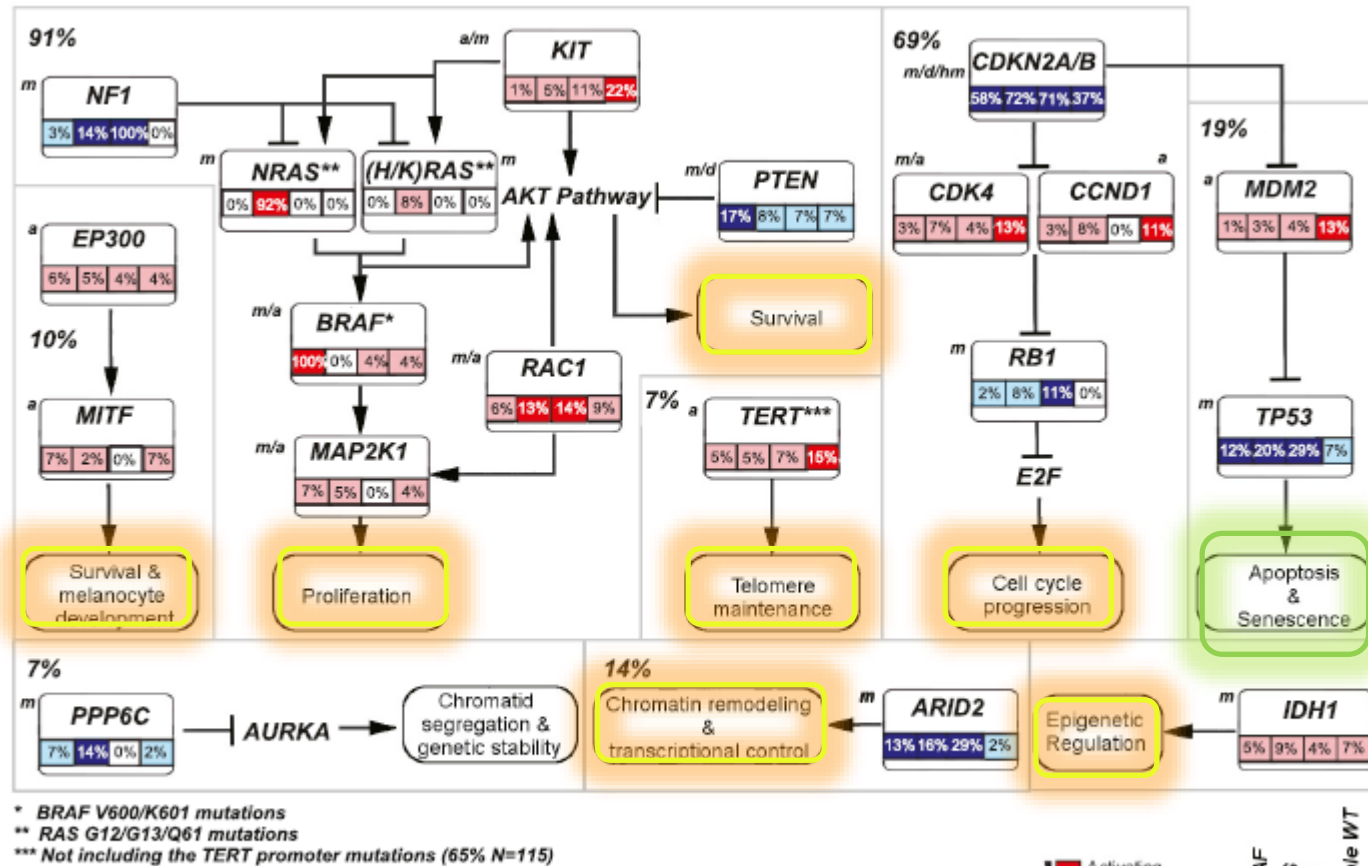 91%
a/m
KIT
1% 5% 11% 22%
m
NF1
3% 14% 100% 0%
m
NRAS**
0% 92% 0% 0%
(H/K)RAS**
m
0% 8% 0% 0%
AKT Pathway
m/d
PTEN
17% 8% 7% 7%
Survival
a
EP300
6% 5% 4% 4%
10%
a
MITF
7% 2% 0% 7%
Survival &
melanocyte
development
m/a
BRAF*
100% 0% 4% 4%
m/a
RAC1
6% 13% 14% 9%
m/a
MAP2K1
7% 5% 0% 4%
Proliferation
7%
a
TERT***
5% 5% 7% 15%
Telomere
maintenance
69%
m/d/hm
CDKN2A/B
58% 72% 71% 37%
m/a
CDK4
3% 7% 4% 13%
a
CCND1
3% 8% 0% 11%
m
RB1
2% 8% 11% 0%
E2F
Cell cycle
progression
19%
a
MDM2
1% 3% 4% 13%
m
TP53
12% 20% 29% 7%
Apoptosis
&
Senescence
7%
m
PPP6C
7% 14% 0% 2%
AURKA
Chromatid
segregation &
genetic stability
14%
Chromatin remodeling
&
transcriptional control
m
ARID2
13% 16% 29% 2%
Epigenetic
Regulation
m
IDH1
5% 9% 4% 7%
* BRAF V600/K601 mutations
** RAS G12/G13/Q61 mutations
*** Not including the TERT promoter mutations (65% N=115)